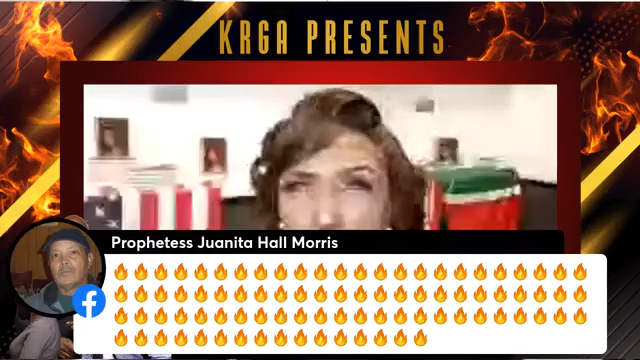 KRGA PRESENTS
Prophetess Juanita Hall Morris
🔥🔥🔥🔥🔥🔥🔥🔥🔥🔥🔥🔥🔥🔥🔥🔥🔥🔥🔥🔥🔥🔥🔥🔥
🔥🔥🔥🔥🔥🔥🔥🔥🔥🔥🔥🔥🔥🔥🔥🔥🔥🔥🔥🔥🔥🔥🔥🔥
🔥🔥🔥🔥🔥🔥🔥🔥🔥🔥🔥🔥🔥🔥🔥🔥🔥🔥🔥🔥🔥🔥🔥🔥
🔥🔥🔥🔥🔥🔥🔥🔥🔥🔥🔥🔥🔥🔥🔥🔥